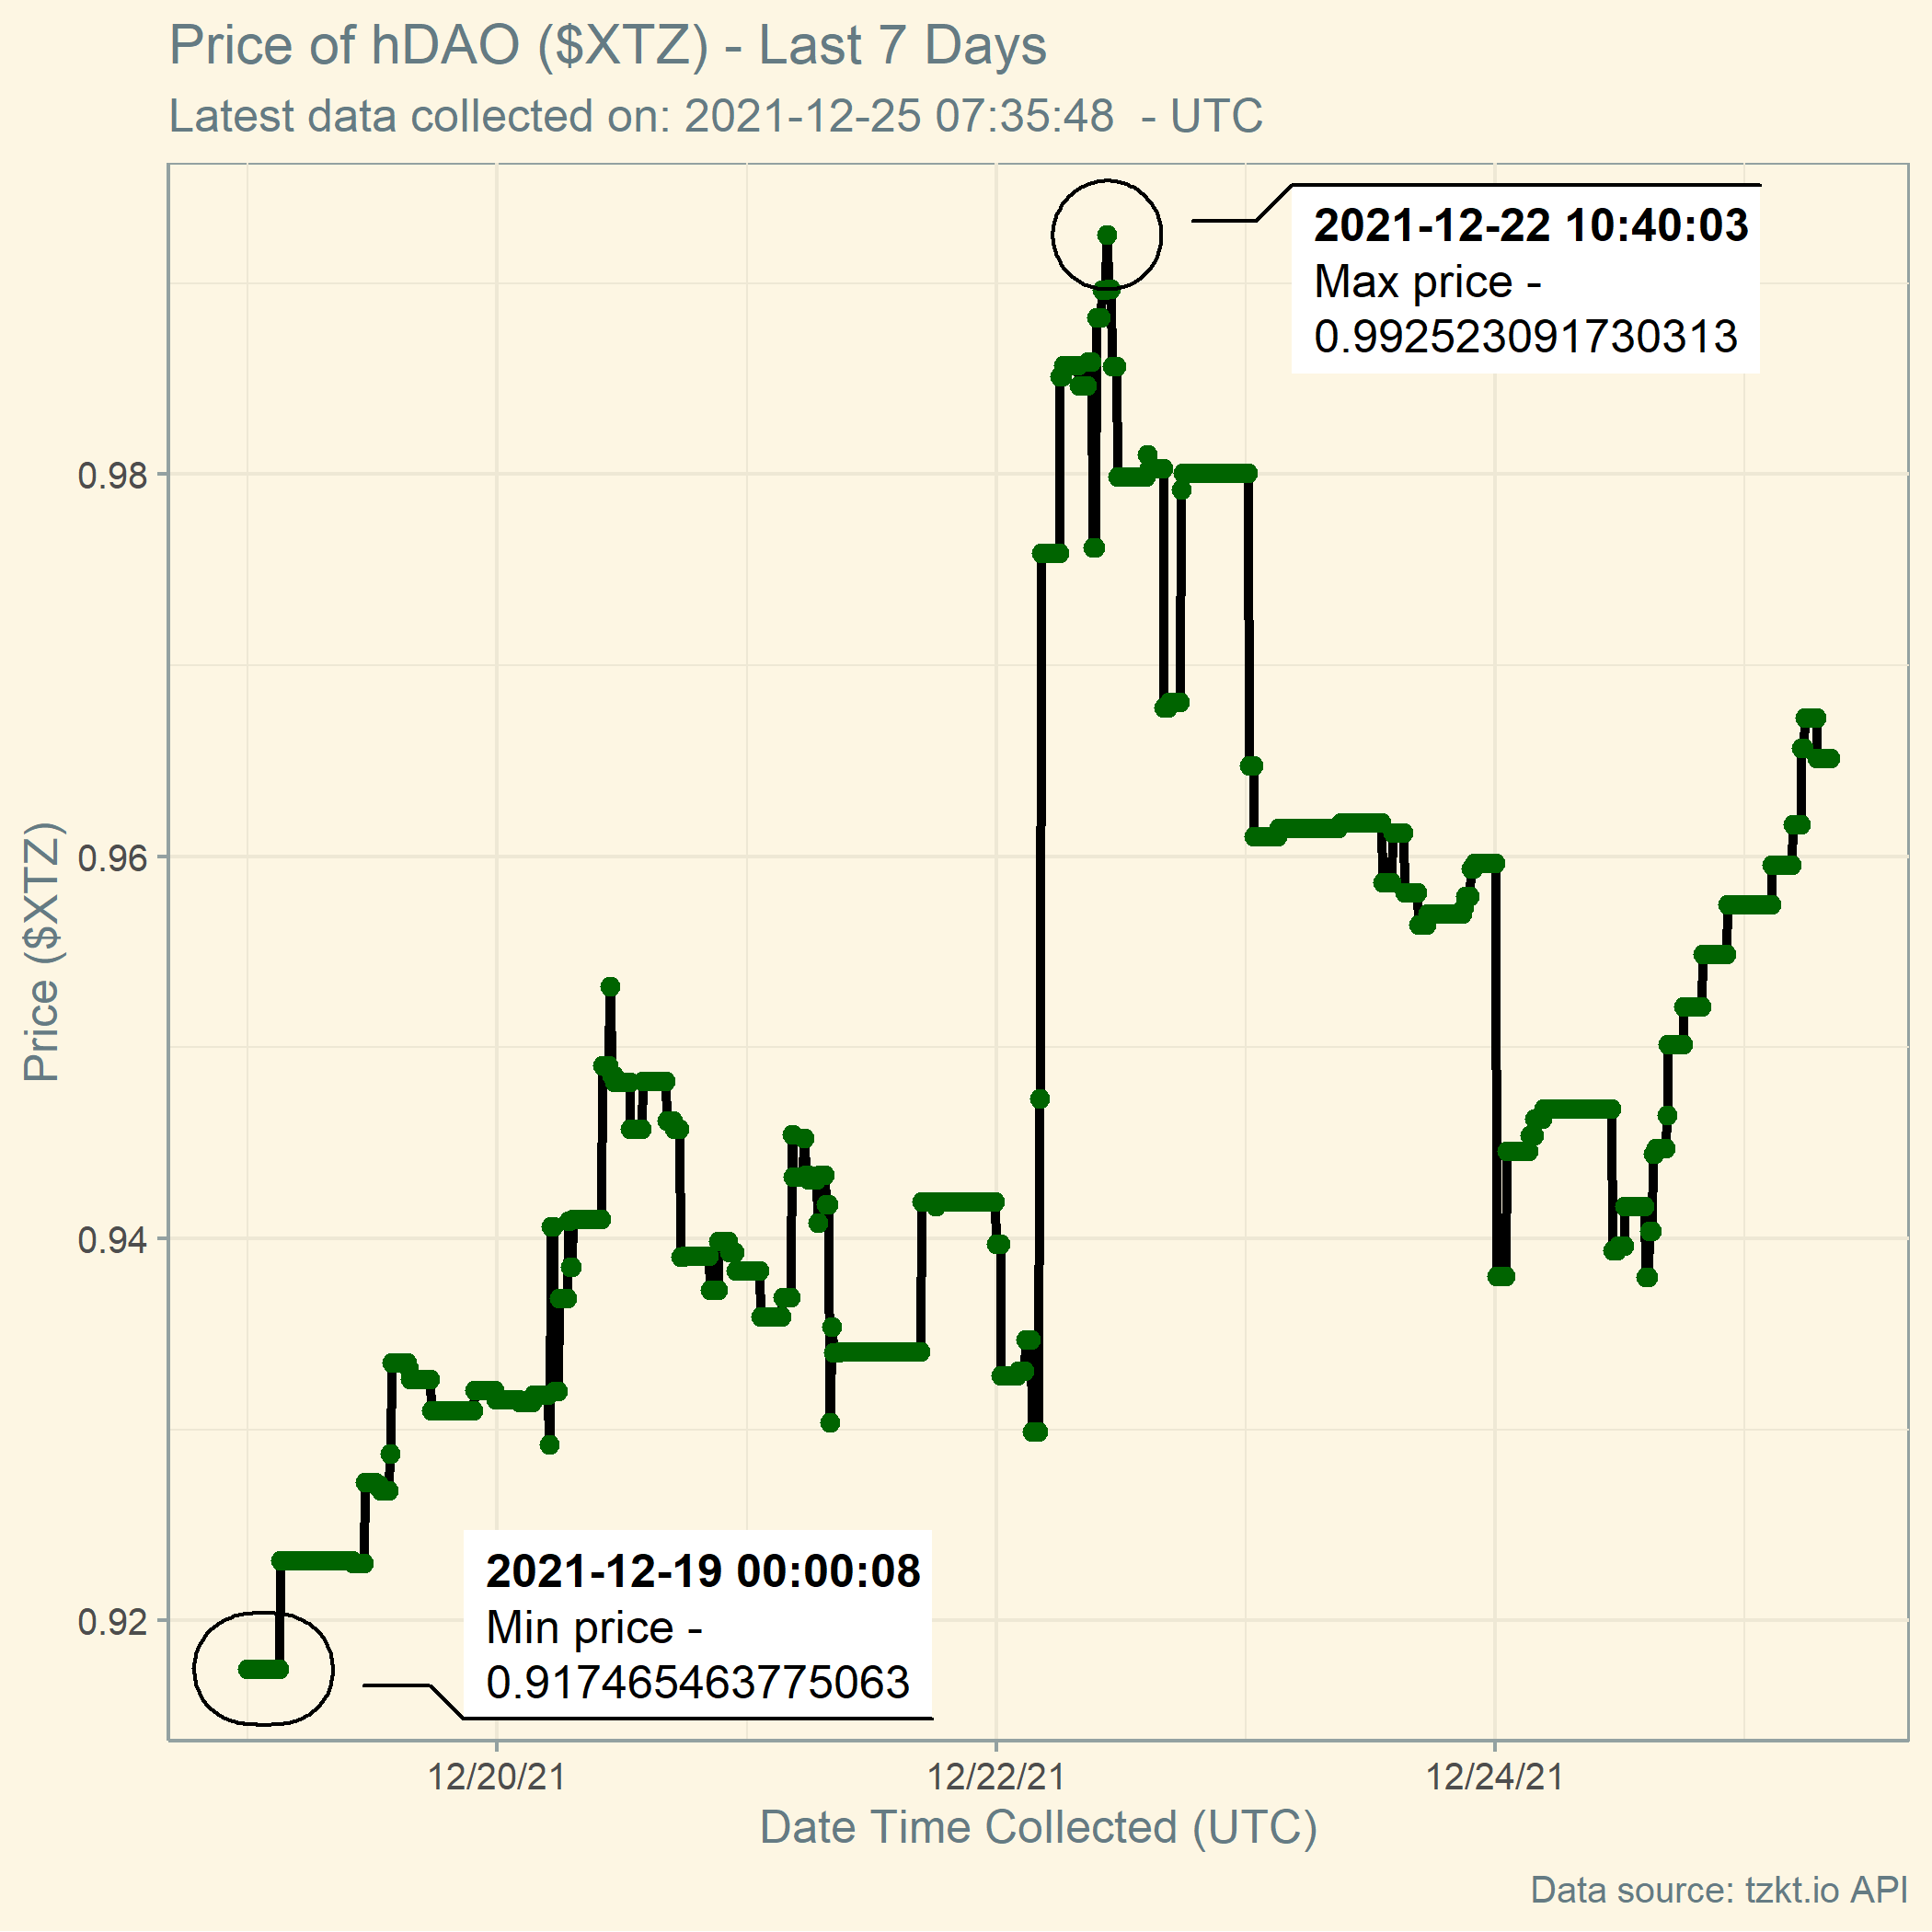 Price of hDAO ($XTZ) - Last 7 Days
Latest data collected on: 2021-12-25 07:35:48  - UTC
2021-12-22 10:40:03
Max price -
0.992523091730313
0.98
0.96
Price ($XTZ)
0.94
0.92
2021-12-19 00:00:08
Min price -
0.917465463775063
12/20/21
12/22/21
12/24/21
Date Time Collected (UTC)
Data source: tzkt.io API